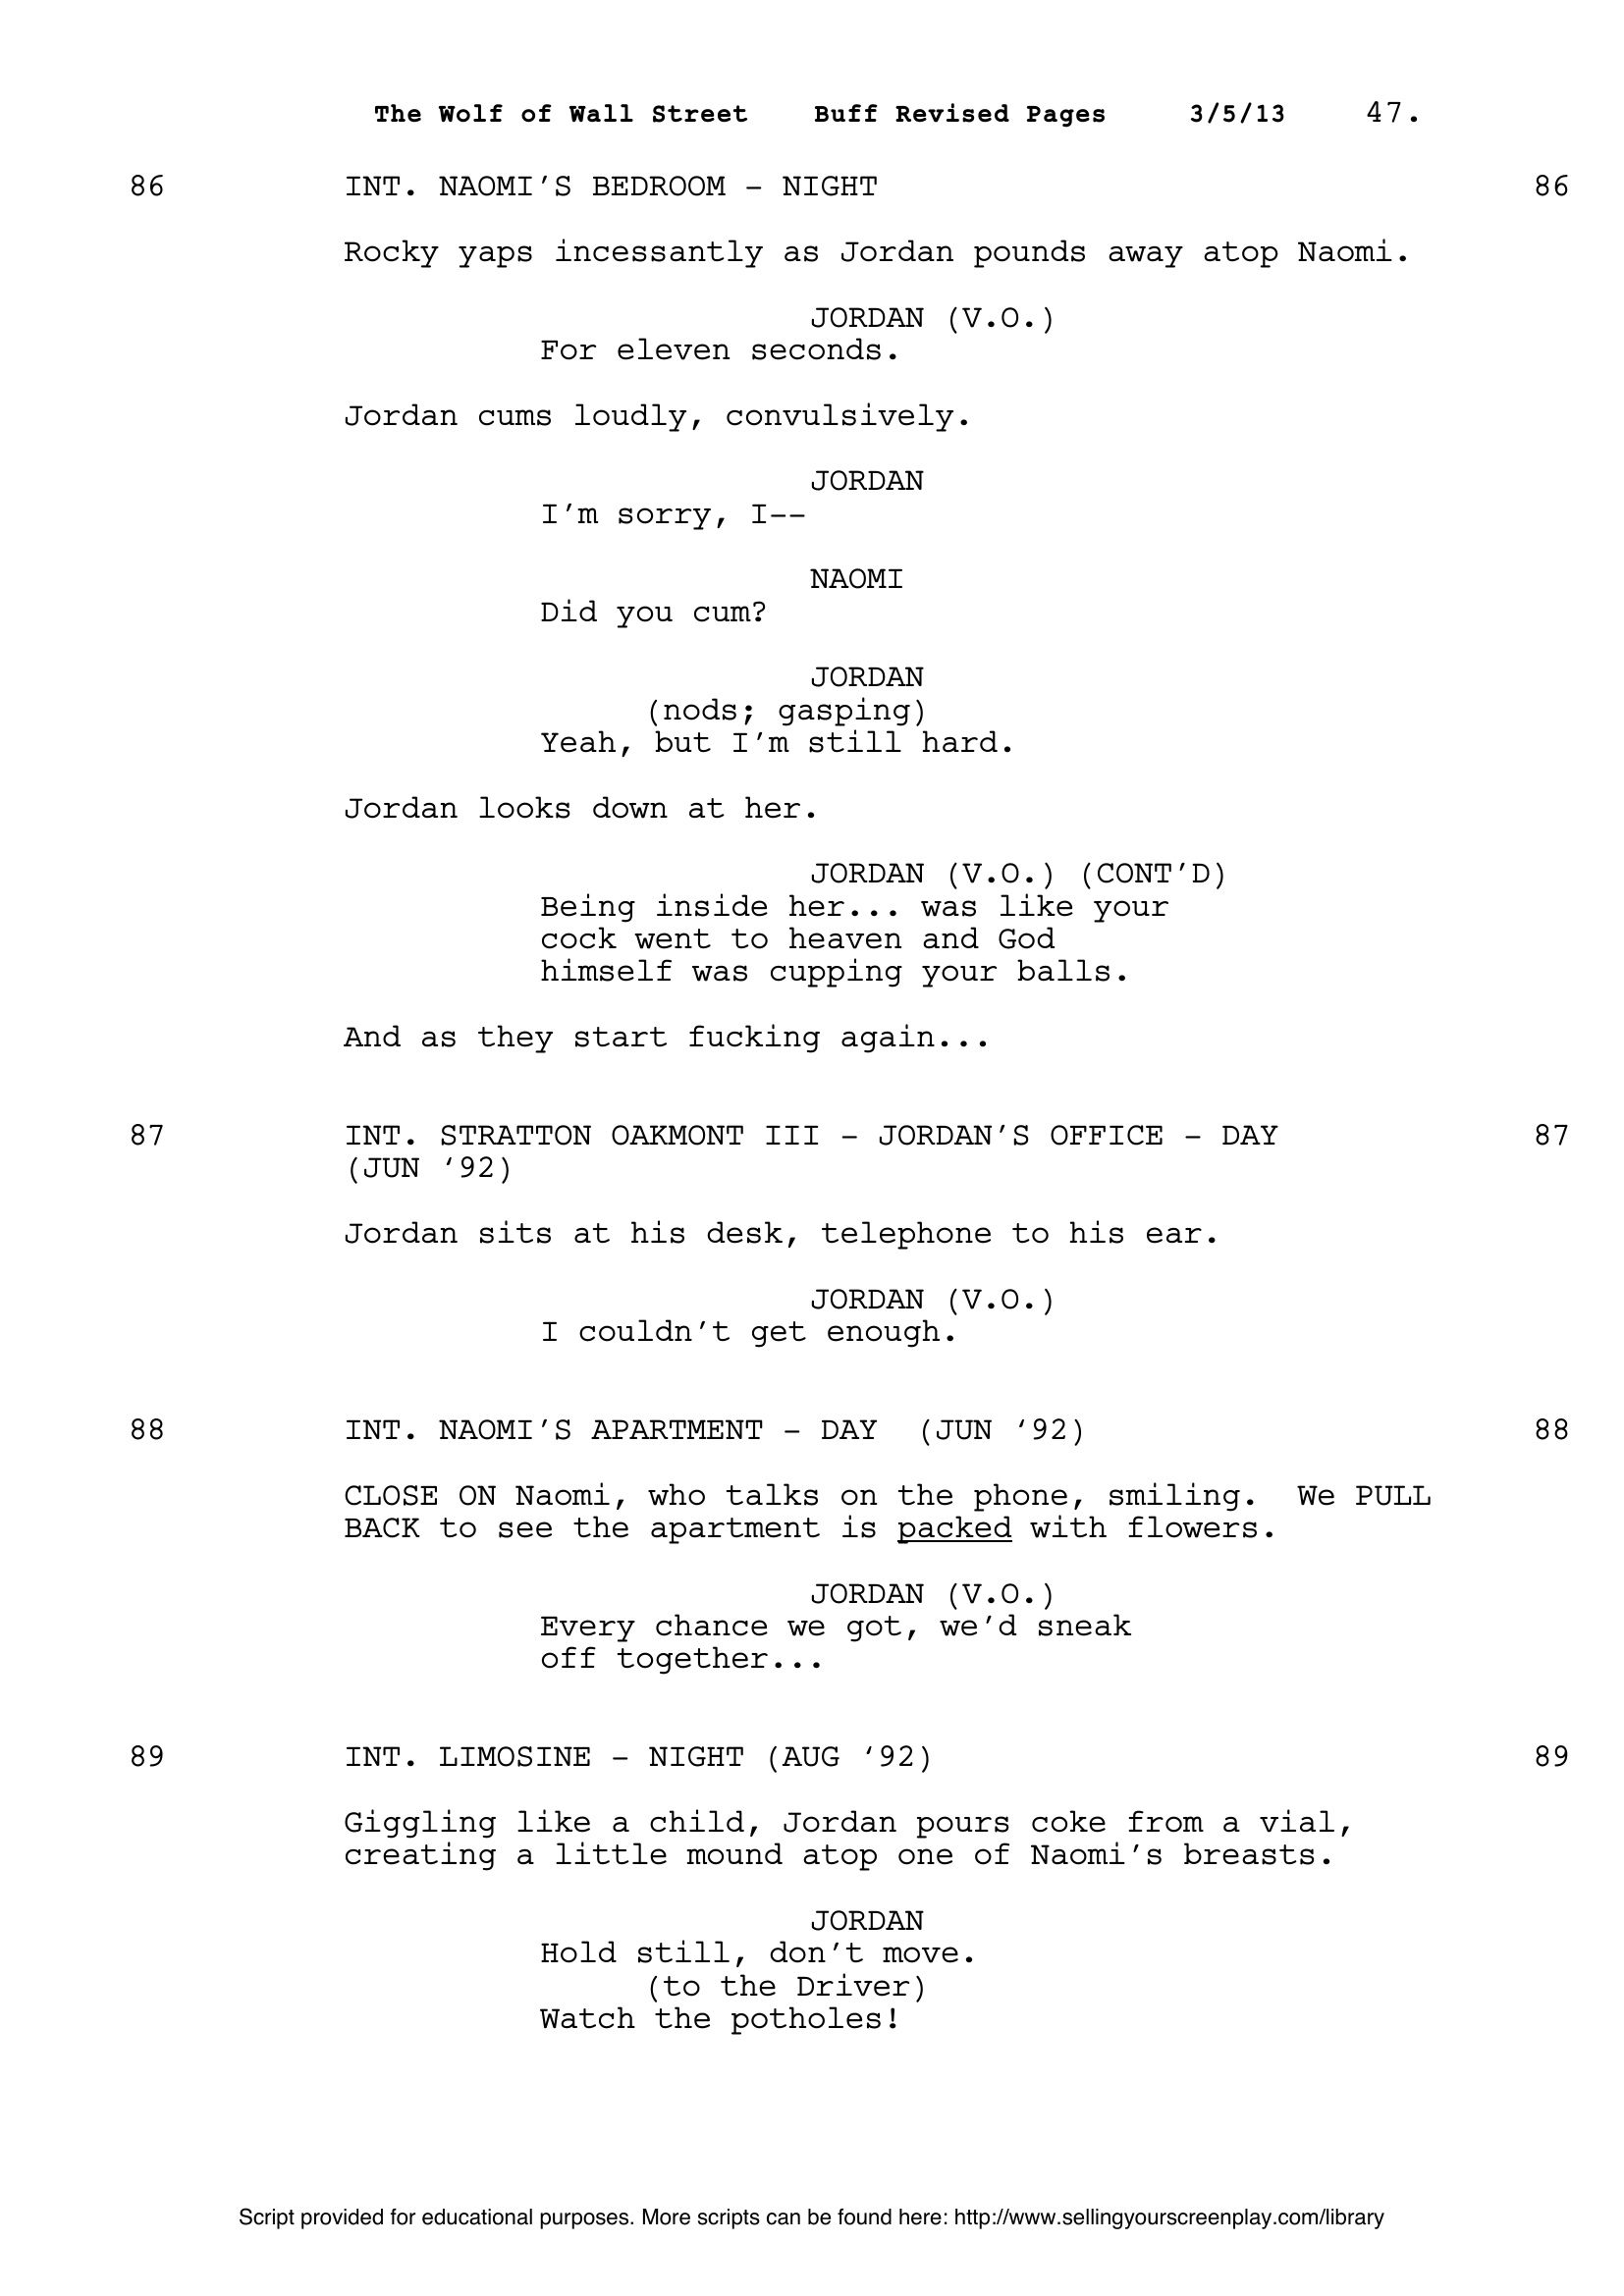 The Wolf of Wall Street Buff Revised Pages 3/5/13 47.
86 INT. NAOMI'S BEDROOM - NIGHT 86
Rocky yaps incessantly as Jordan pounds away atop Naomi.
JORDAN (V.O.)
For eleven seconds.
Jordan cums loudly, convulsively.
JORDAN
I'm sorry, I--
NAOMI
Did you cum?
JORDAN
(nods; gasping)
Yeah, but I'm still hard.
Jordan looks down at her.
JORDAN (V.O.) (CONT'D)
Being inside her... was like your
cock went to heaven and God
himself was cupping your balls.
And as they start fucking again...
87 INT. STRATTON OAKMONT III - JORDAN'S OFFICE - DAY 87
(JUN '92)
Jordan sits at his desk, telephone to his ear.
JORDAN (V.O.)
I couldn't get enough.
88 INT. NAOMI'S APARTMENT - DAY (JUN '92) 88
CLOSE ON Naomi, who talks on the phone, smiling. We PULL
BACK to see the apartment is packed with flowers.
JORDAN (V.O.)
Every chance we got, we'd sneak
off together...
89 INT. LIMOSINE - NIGHT (AUG '92) 89
Giggling like a child, Jordan pours coke from a vial,
creating a little mound atop one of Naomi's breasts.
JORDAN
Hold still, don't move.
(to the Driver)
Watch the potholes!
Script provided for educational purposes. More scripts can be found here: http://www.sellingyourscreenplay.com/library